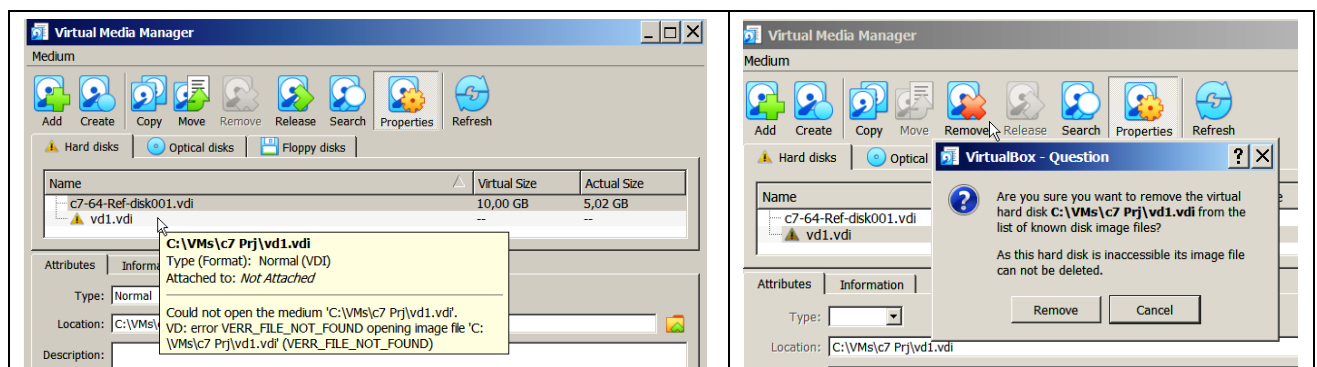 Virtual Media Manager
Medium
Add Create Copy Move Remove Release Search Properties Refresh
Hard disks Optical disks Floppy disks
Name Virtual Size Actual Size
c7-64-Ref-disk001.vdi 10,00 GB 5,02 GB
vd1.vdi -- --
C:\VMs\c7 Prj\vd1.vdi
Type (Format): Normal (VDI)
Attached to: Not Attached
Could not open the medium 'C:\VMs\c7 Prj\vd1.vdi'.
VD: error VERR_FILE_NOT_FOUND opening image file 'C:
\VMs\c7 Prj\vd1.vdi' (VERR_FILE_NOT_FOUND)
Attributes Informa
Type: Normal
Location: C:\VMs\
Description:
Virtual Media Manager
Medium
Add Create Copy Move Remove Release Search Properties Refresh
Hard disks Optical
Name
c7-64-Ref-disk001.vdi
vd1.vdi
VirtualBox - Question
Are you sure you want to remove the virtual
hard disk C:\VMs\c7 Prj\vd1.vdi from the
list of known disk image files?
As this hard disk is inaccessible its image file
can not be deleted.
Remove Cancel
Attributes Information
Type:
Location: C:\VMs\c7 Prj\vd1.vdi